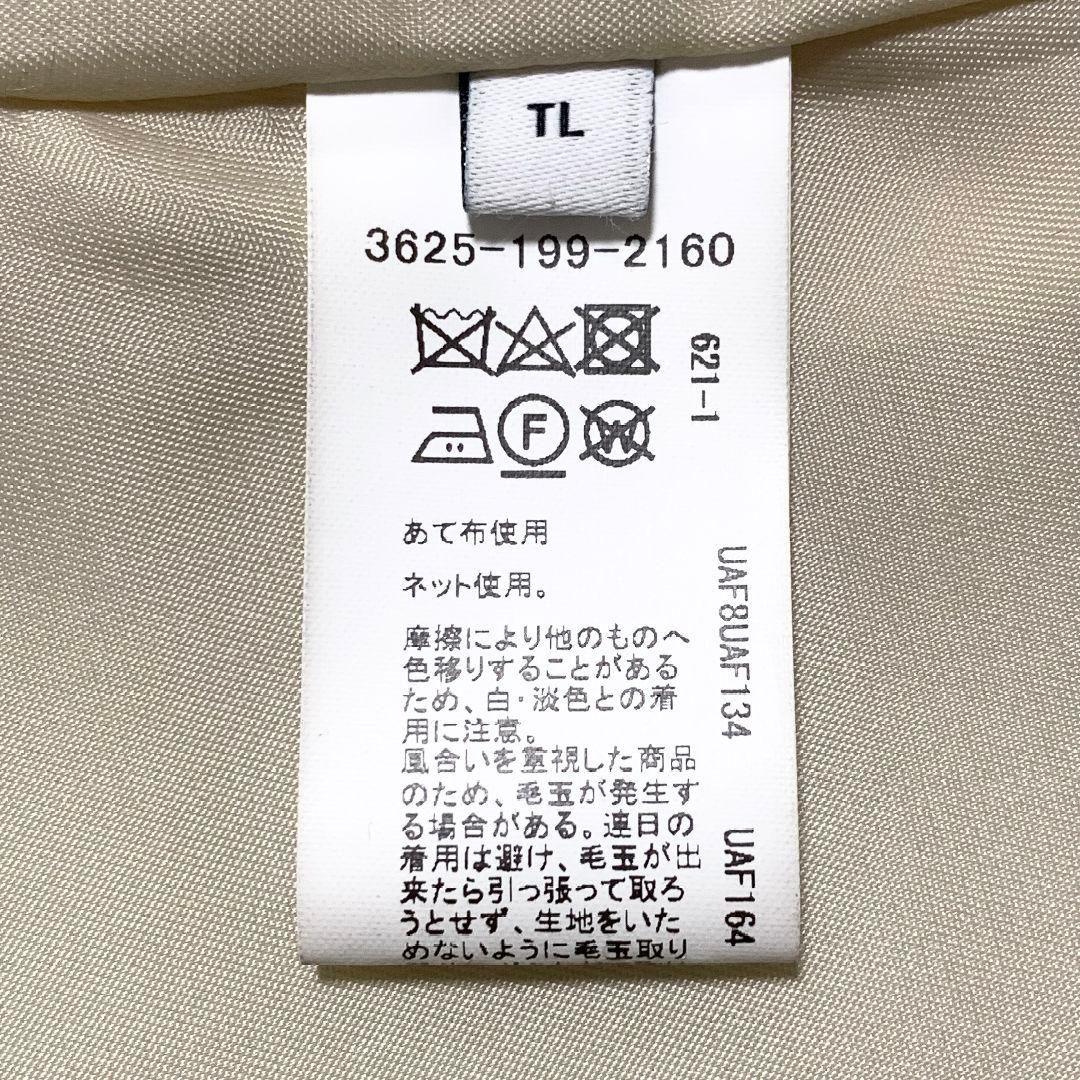 TL
3625-199-2160
621-1
F
W
あて布使用
ネット使用。
摩擦により他のものへ
色移りすることがある
ため、白・淡色との着
用に注意。
風合いを重視した商品
のため、毛玉が発生す
る場合がある。連日の
着用は避け、毛玉が出
来たら引っ張って取ろ
うとせず、生地をいた
めないように毛玉取り
UAF8UAF134
UAF164